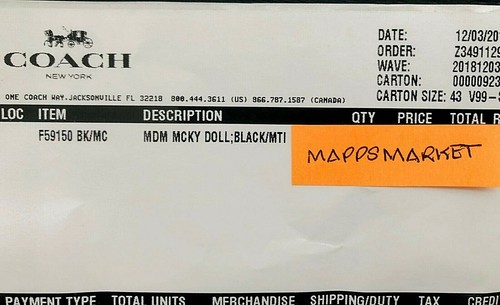 COACH
NEW YORK
ONE COACH WAY, JACKSONVILLE FL 32218 800.444.3611 (US) 866.787.1587 (CANADA)
DATE: 12/03/201
ORDER: Z3491129
WAVE: 20181203
CARTON: 00000923
CARTON SIZE: 43 V99-
LOC ITEM DESCRIPTION QTY PRICE TOTAL R
F59150 BK/MC MDM MCKY DOLL;BLACK/MTI
MAPPSMARKET
PAYMENT TYPE TOTAL UNITS MERCHANDISE SHIPPING/DUTY TAX CREDI